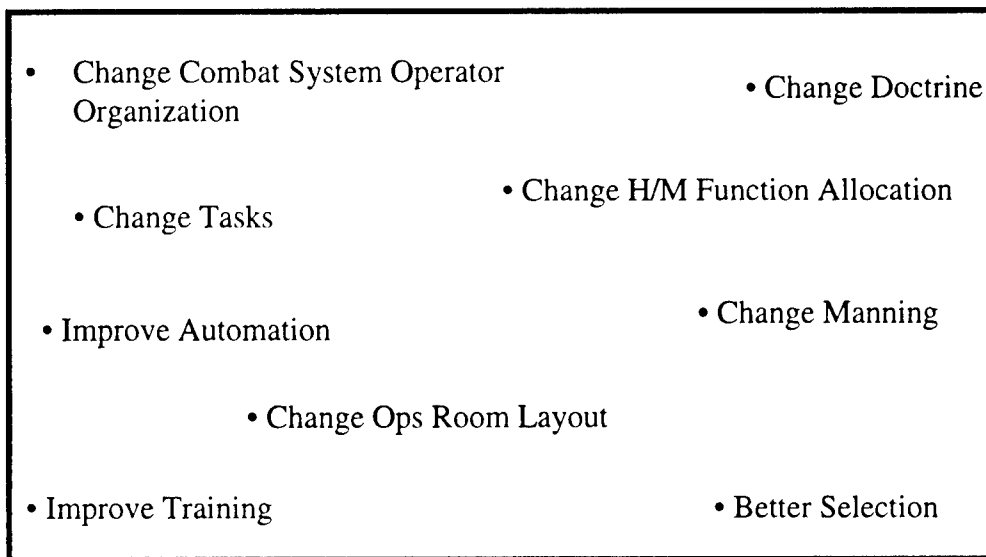 • Change Combat System Operator
Organization
• Change Doctrine
• Change H/M Function Allocation
• Change Tasks
• Change Manning
• Improve Automation
• Change Ops Room Layout
• Improve Training
• Better Selection